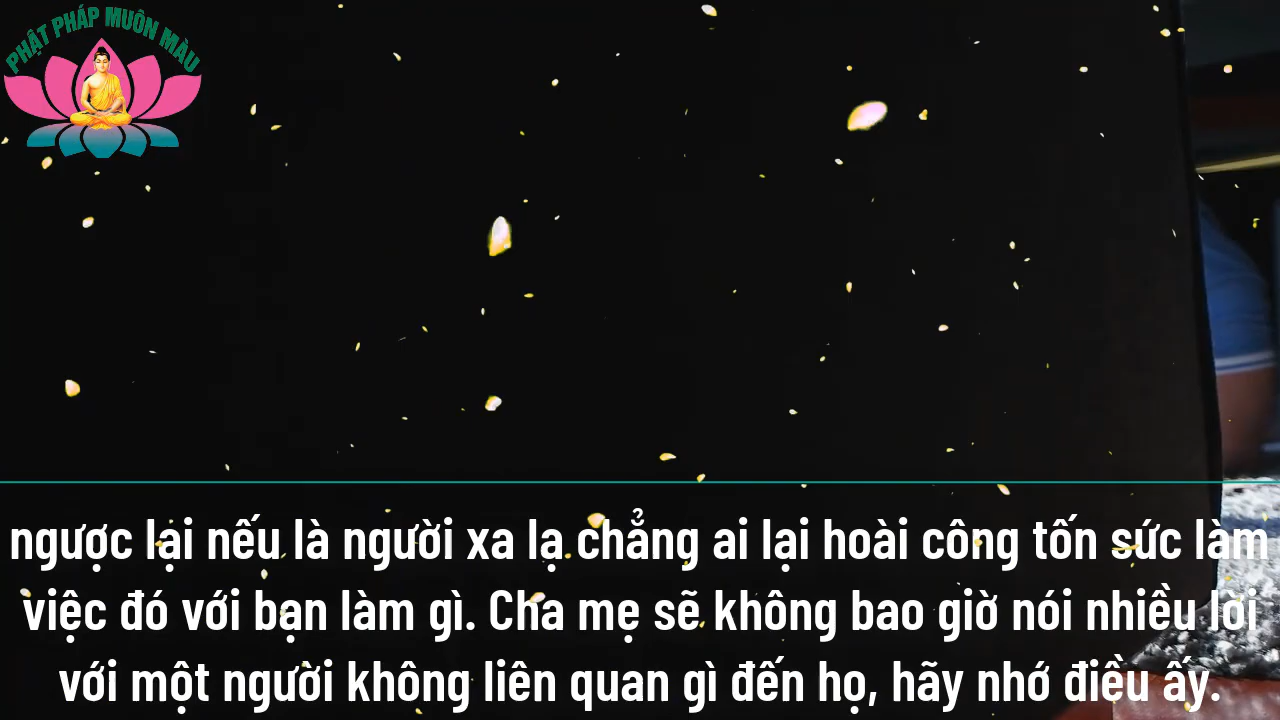 PHẬT PHÁP MUÔN MÀU
ngược lại nếu là người xa lạ chẳng ai lại hoài công tốn sức làm
việc đó với bạn làm gì. Cha mẹ sẽ không bao giờ nói nhiều lời
với một người không liên quan gì đến họ, hãy nhớ điều ấy.